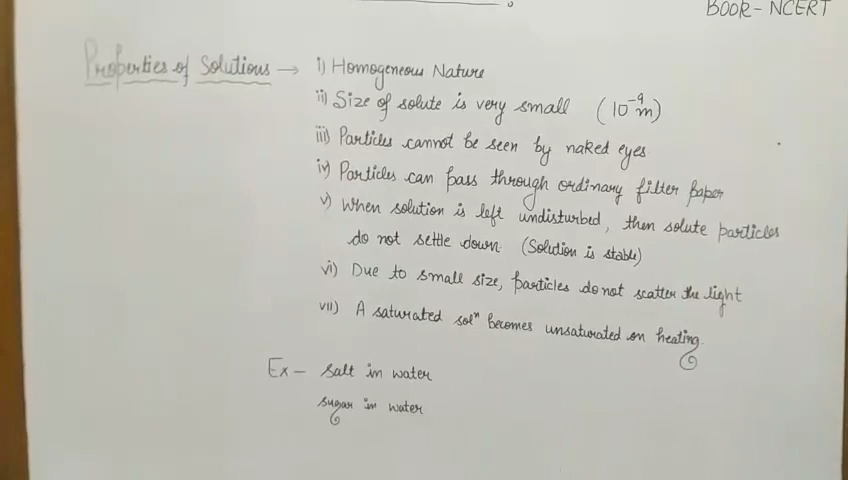 BOOK - NCERT
Properties of Solutions → i) Homogeneous Nature
ii) Size of solute is very small (10⁻⁹m)
iii) Particles cannot be seen by naked eyes
iv) Particles can pass through ordinary filter paper
v) When solution is left undisturbed, then solute particles
do not settle down (Solution is stable)
vi) Due to small size, particles do not scatter the light
vii) A saturated solⁿ becomes unsaturated on heating.
Ex - Salt in water
sugar in water